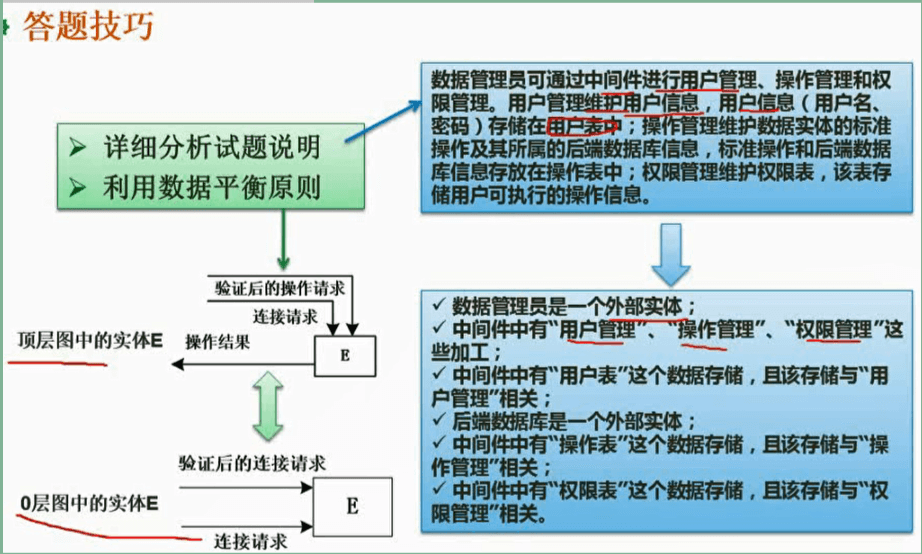 答题技巧
➢ 详细分析试题说明
➢ 利用数据平衡原则
数据管理员可通过中间件进行用户管理、操作管理和权
限管理。用户管理维护用户信息，用户信息（用户名、
密码）存储在用户表中；操作管理维护数据实体的标准
操作及其所属的后端数据库信息，标准操作和后端数据
库信息存放在操作表中；权限管理维护权限表，该表存
储用户可执行的操作信息。
验证后的操作请求
连接请求
顶层图中的实体E
操作结果
E
验证后的连接请求
0层图中的实体E
E
连接请求
✓ 数据管理员是一个外部实体；
✓ 中间件中有“用户管理”、“操作管理”、“权限管理”这
些加工；
✓ 中间件中有“用户表”这个数据存储，且该存储与“用
户管理”相关；
✓ 后端数据库是一个外部实体；
✓ 中间件中有“操作表”这个数据存储，且该存储与“操
作管理”相关；
✓ 中间件中有“权限表”这个数据存储，且该存储与“权
限管理”相关。